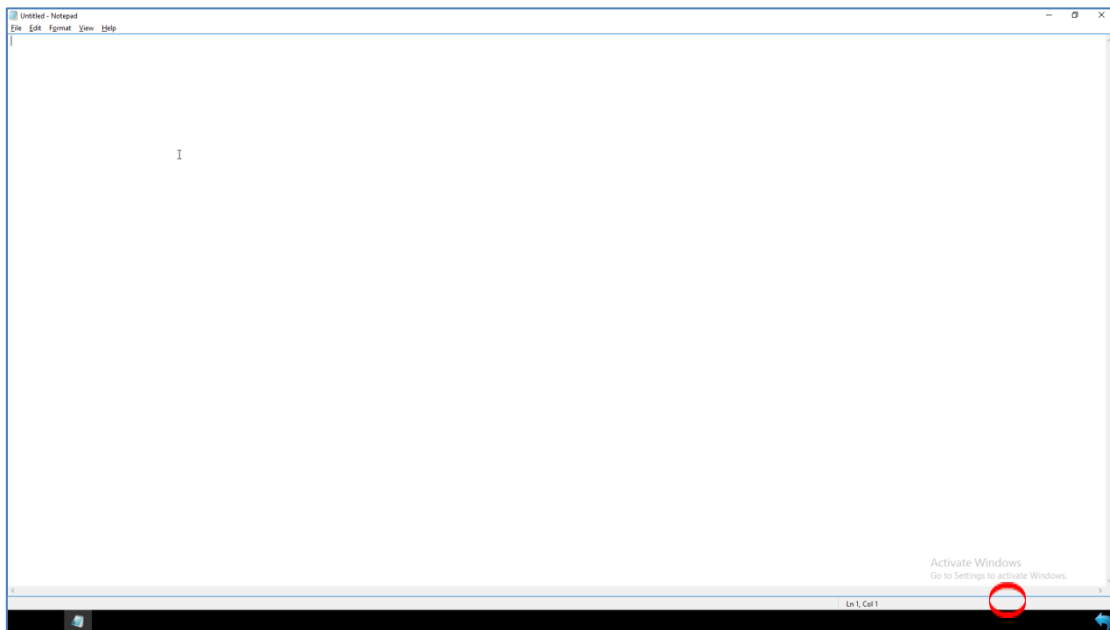 Untitled - Notepad
File Edit Format View Help
Activate Windows
Go to Settings to activate Windows.
Ln 1, Col 1